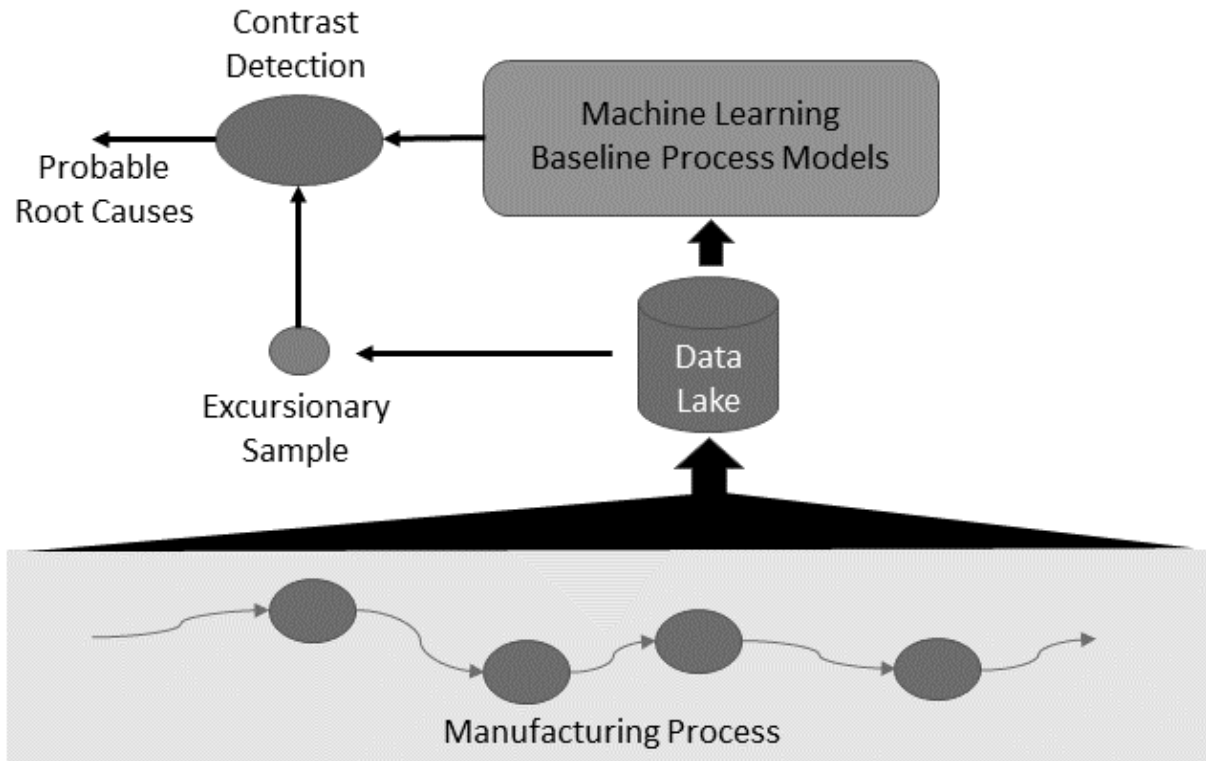 Contrast
Detection
Machine Learning
Baseline Process Models
Probable
Root Causes
Data
Lake
Excursionary
Sample
Manufacturing Process